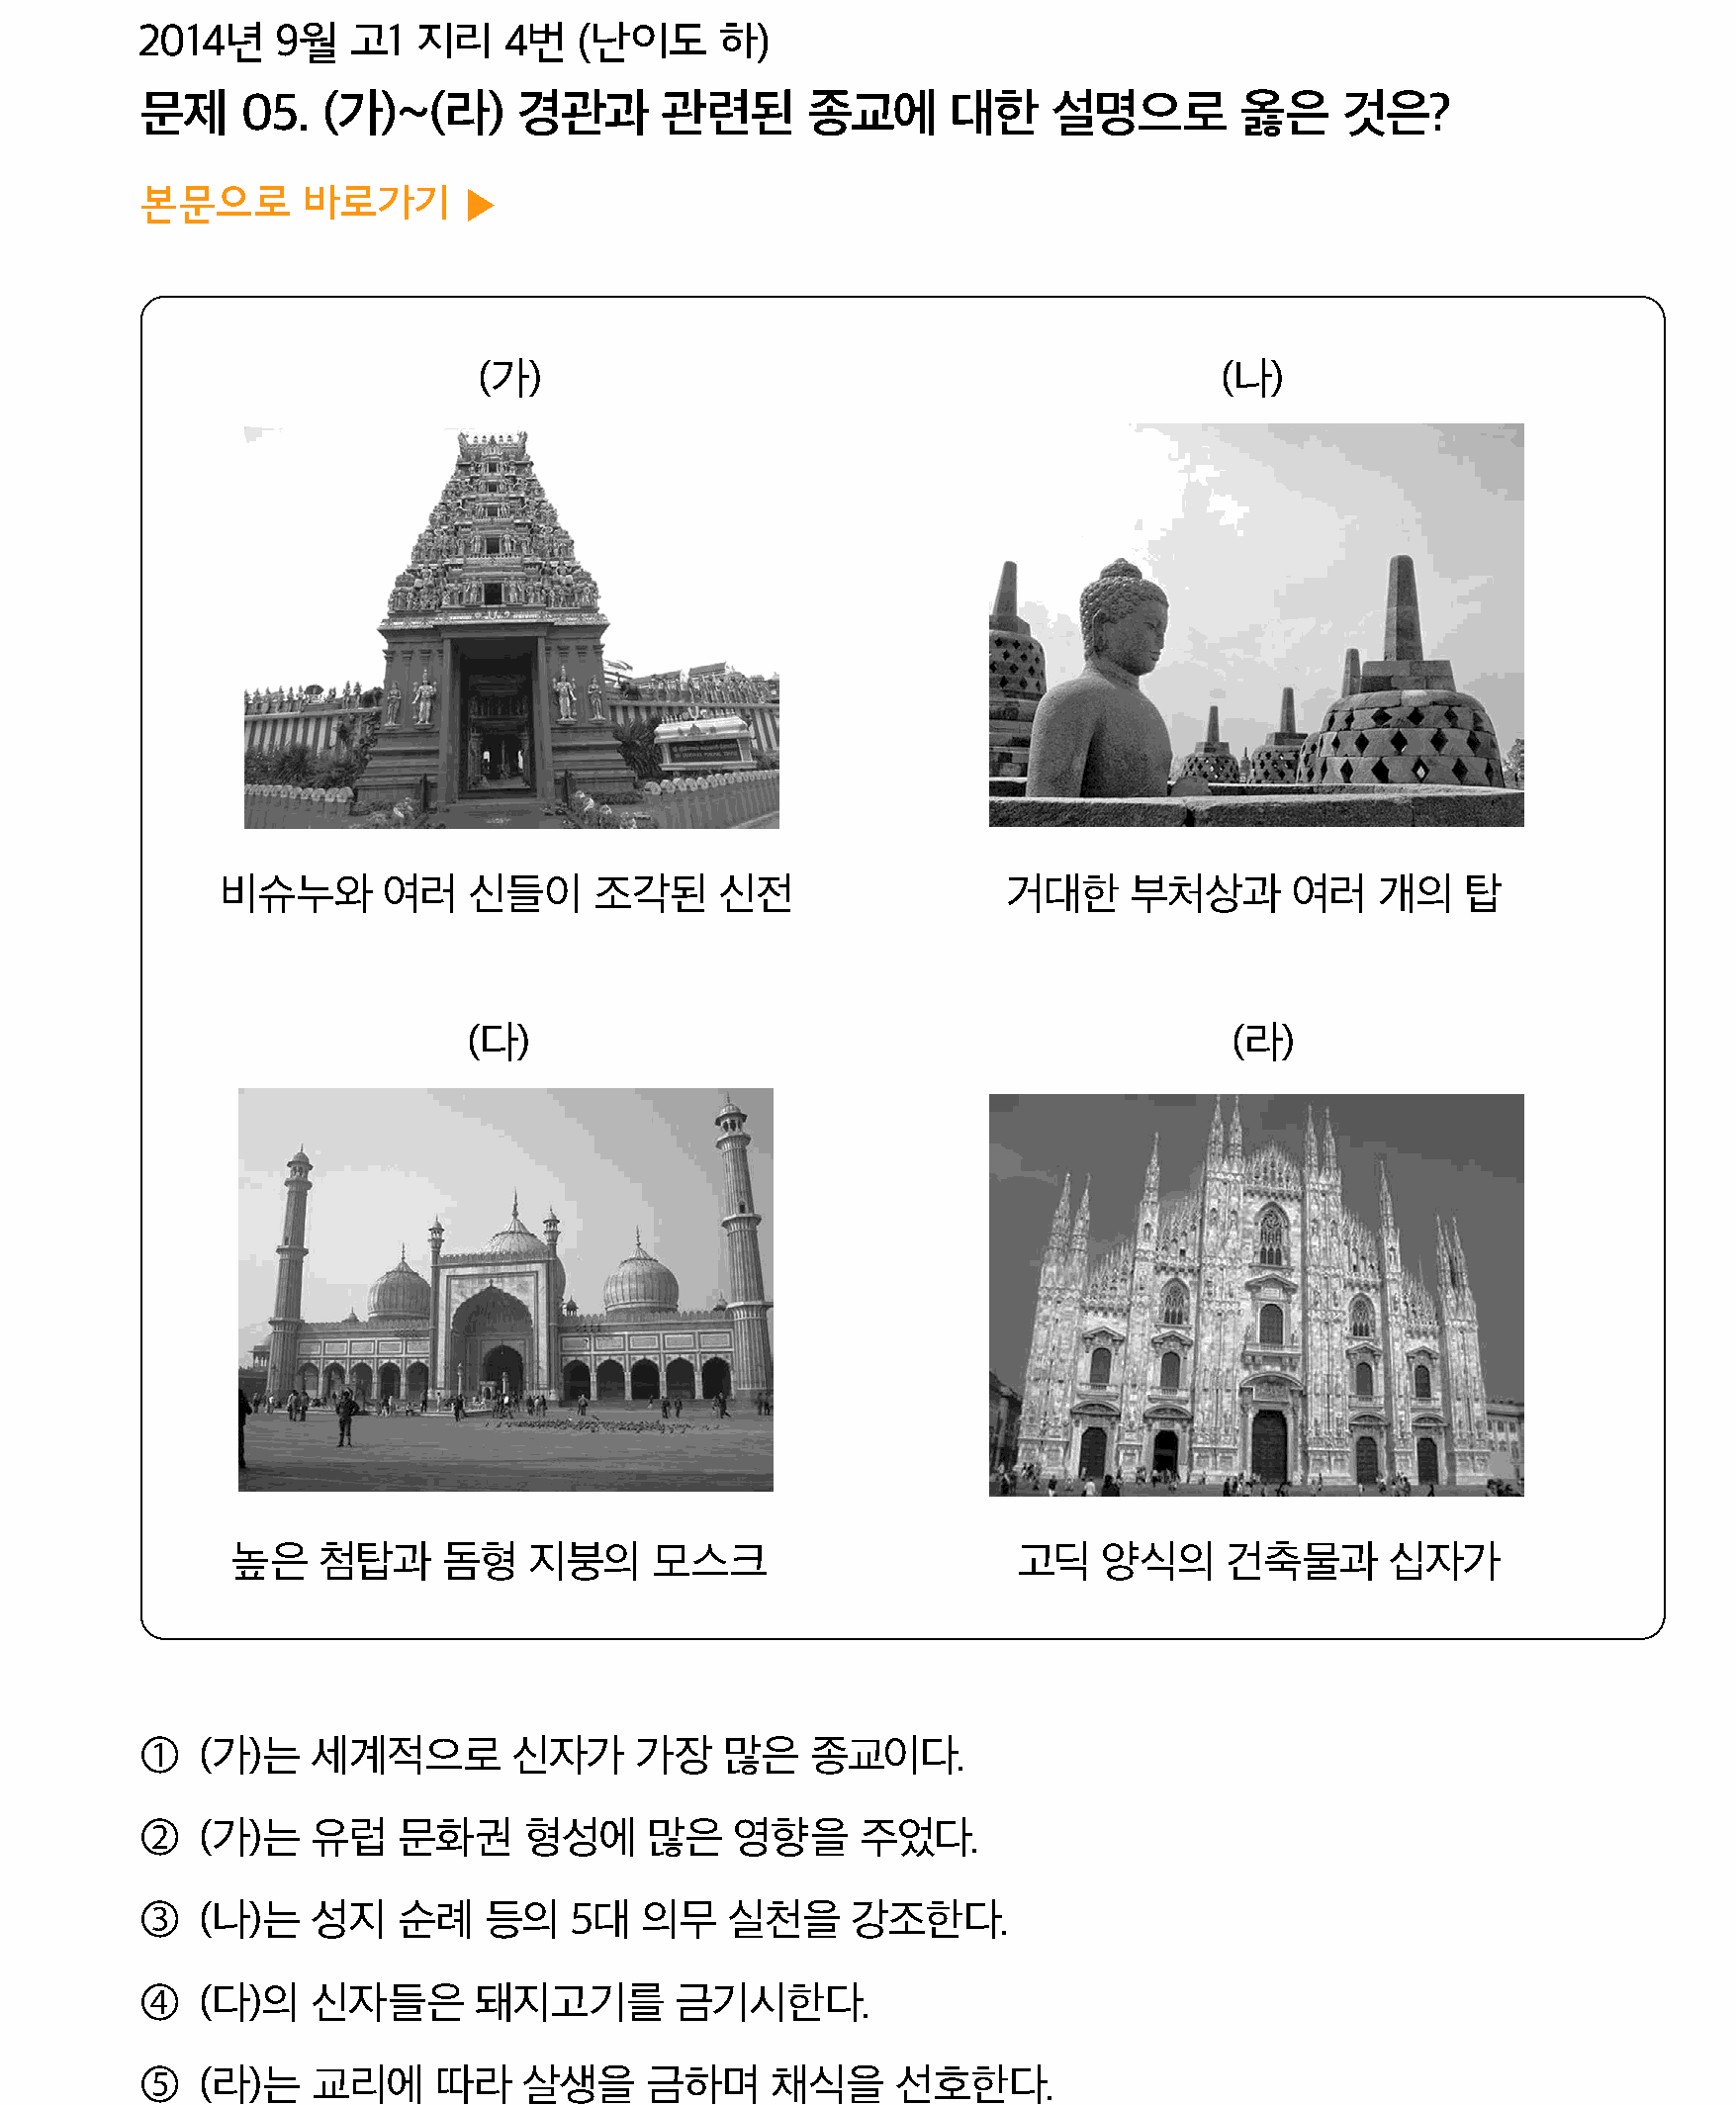 2014년 9월 고1 지리 4번 (난이도 하)
문제 05. (가)~(라) 경관과 관련된 종교에 대한 설명으로 옳은 것은?
본문으로 바로가기 ▶
(가)
(나)
비슈누와 여러 신들이 조각된 신전
거대한 부처상과 여러 개의 탑
(다)
(라)
높은 첨탑과 돔형 지붕의 모스크
고딕 양식의 건축물과 십자가
① (가)는 세계적으로 신자가 가장 많은 종교이다.
② (가)는 유럽 문화권 형성에 많은 영향을 주었다.
③ (나)는 성지 순례 등의 5대 의무 실천을 강조한다.
④ (다)의 신자들은 돼지고기를 금기시한다.
⑤ (라)는 교리에 따라 살생을 금하며 채식을 선호한다.